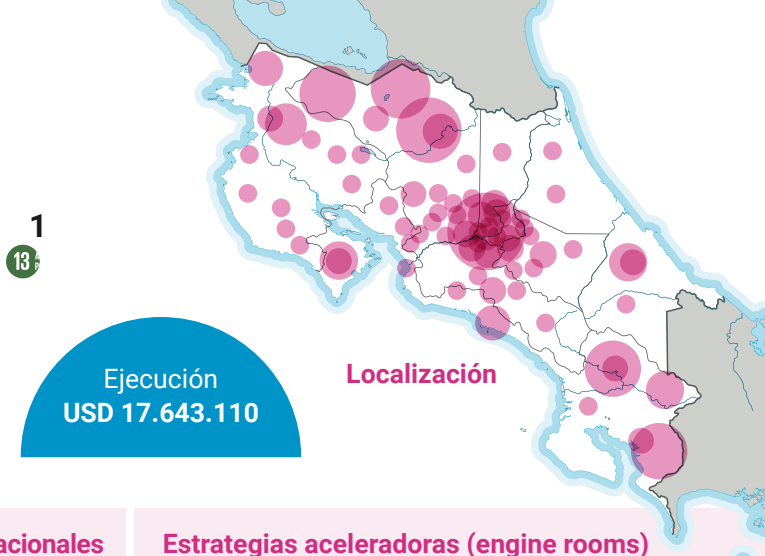 1
13
Ejecución
USD 17.643.110
Localización
acionales
Estrategias aceleradoras (engine rooms)